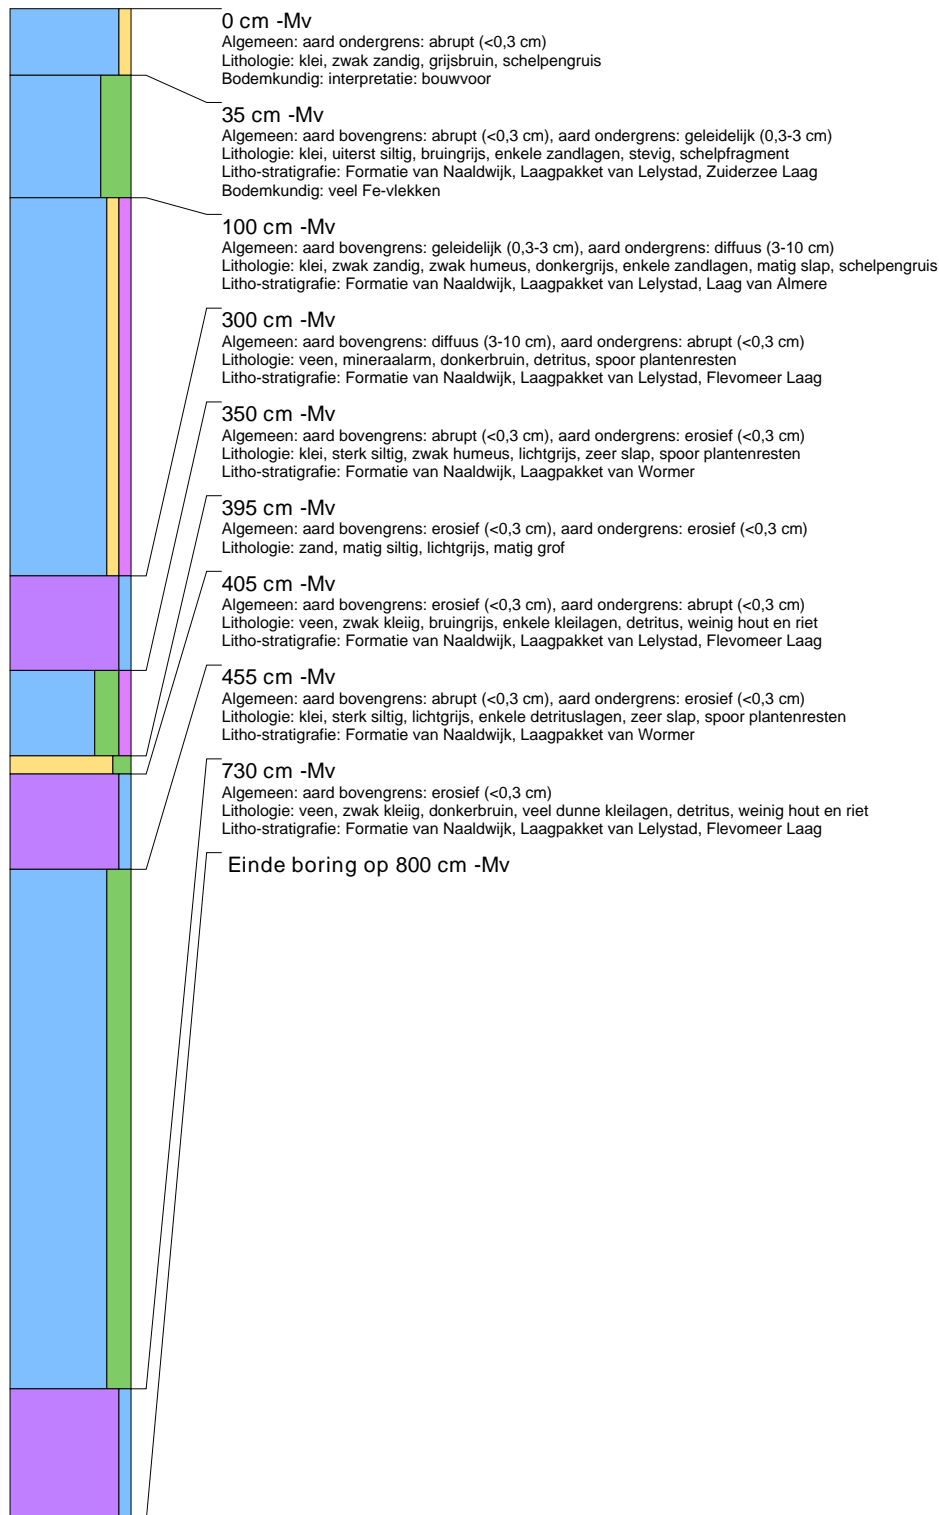 0 cm -Mv
Algemeen: aard ondergrens: abrupt (<0,3 cm)
Lithologie: klei, zwak zandig, grijsbruin, schelpengruis
Bodemkundig: interpretatie: bouwvoor
35 cm -Mv
Algemeen: aard bovengrens: abrupt (<0,3 cm), aard ondergrens: geleidelijk (0,3-3 cm)
Lithologie: klei, uiterst siltig, bruingrijs, enkele zandlagen, stevig, schelpfragment
Litho-stratigrafie: Formatie van Naaldwijk, Laagpakket van Lelystad, Zuiderzee Laag
Bodemkundig: veel Fe-vlekken
100 cm -Mv
Algemeen: aard bovengrens: geleidelijk (0,3-3 cm), aard ondergrens: diffuus (3-10 cm)
Lithologie: klei, zwak zandig, zwak humeus, donkergrijs, enkele zandlagen, matig slap, schelpengruis
Litho-stratigrafie: Formatie van Naaldwijk, Laagpakket van Lelystad, Laag van Almere
300 cm -Mv
Algemeen: aard bovengrens: diffuus (3-10 cm), aard ondergrens: abrupt (<0,3 cm)
Lithologie: veen, mineraalarm, donkerbruin, detritus, spoor plantenresten
Litho-stratigrafie: Formatie van Naaldwijk, Laagpakket van Lelystad, Flevomeer Laag
350 cm -Mv
Algemeen: aard bovengrens: abrupt (<0,3 cm), aard ondergrens: erosief (<0,3 cm)
Lithologie: klei, sterk siltig, zwak humeus, lichtgrijs, zeer slap, spoor plantenresten
Litho-stratigrafie: Formatie van Naaldwijk, Laagpakket van Wormer
395 cm -Mv
Algemeen: aard bovengrens: erosief (<0,3 cm), aard ondergrens: erosief (<0,3 cm)
Lithologie: zand, matig siltig, lichtgrijs, matig grof
405 cm -Mv
Algemeen: aard bovengrens: erosief (<0,3 cm), aard ondergrens: abrupt (<0,3 cm)
Lithologie: veen, zwak kleiig, bruingrijs, enkele kleilagen, detritus, weinig hout en riet
Litho-stratigrafie: Formatie van Naaldwijk, Laagpakket van Lelystad, Flevomeer Laag
455 cm -Mv
Algemeen: aard bovengrens: abrupt (<0,3 cm), aard ondergrens: erosief (<0,3 cm)
Lithologie: klei, sterk siltig, lichtgrijs, enkele detrituslagen, zeer slap, spoor plantenresten
Litho-stratigrafie: Formatie van Naaldwijk, Laagpakket van Wormer
730 cm -Mv
Algemeen: aard bovengrens: erosief (<0,3 cm)
Lithologie: veen, zwak kleiig, donkerbruin, veel dunne kleilagen, detritus, weinig hout en riet
Litho-stratigrafie: Formatie van Naaldwijk, Laagpakket van Lelystad, Flevomeer Laag
Einde boring op 800 cm -Mv